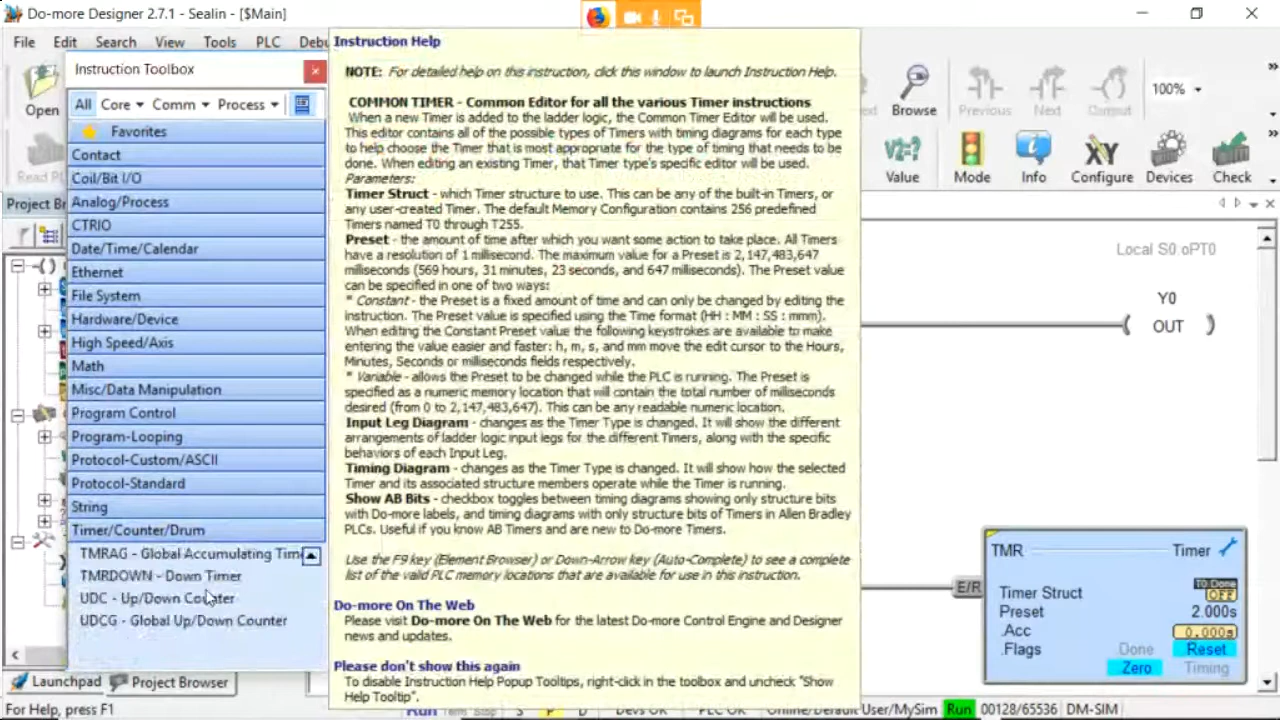 Do-more Designer 2.7.1 - Sealin - [$Main]
File Edit Search View Tools PLC
Instruction Toolbox
Open
All Core Comm Process
Favorites
Contact
Coil/Bit I/O
Analog/Process
CTRIO
Date/Time/Calendar
Ethernet
File System
Hardware/Device
High Speed/Axis
Math
Misc/Data Manipulation
Program Control
Program-Looping
Protocol-Custom/ASCII
Protocol-Standard
String
Timer/Counter/Drum
TMRAG - Global Accumulating
TMRDOWN - Down Timer
UDC - Up/Down Counter
UDCG - Global Up/Down Counter
Launchpad Project Browser
For Help, press F1
Instruction Help
NOTE: For detailed help on this instruction, click this window to launch Instruction Help.
COMMON TIMER - Common Editor for all the various Timer instructions
When a new Timer is added to the ladder logic, the Common Timer Editor will be used.
This editor contains all of the possible types of Timers with timing diagrams for each type
to help choose the Timer that is most appropriate for the type of timing that needs to be
done. When editing an existing Timer, that Timer type's specific editor will be used.
Parameters:
Timer Struct - which Timer structure to use. This can be any of the built-in Timers, or
any user-created Timer. The default Memory Configuration contains 256 predefined
Timers named T0 through T255.
Preset - the amount of time after which you want some action to take place. All Timers
have a resolution of 1 millisecond. The maximum value for a Preset is 2,147,483,647
milliseconds (569 hours, 31 minutes, 23 seconds, and 647 milliseconds). The Preset value
can be specified in one of two ways:
* Constant - the Preset is a fixed amount of time and can only be changed by editing the
instruction. The Preset value is specified using the Time format (HH : MM : SS : mmm).
When editing the Constant Preset value the following keystrokes are available to make
entering the value easier and faster: h, m, s, and mm move the edit cursor to the Hours,
Minutes, Seconds or milliseconds fields respectively.
* Variable - allows the Preset to be changed while the PLC is running. The Preset is
specified as a numeric memory location that will contain the total number of milliseconds
desired (from 0 to 2,147,483,647). This can be any readable numeric location.
Input Leg Diagram - changes as the Timer Type is changed. It will show the different
arrangements of ladder logic input legs for the different Timers, along with the specific
behaviors of each Input Leg.
Timing Diagram - changes as the Timer Type is changed. It will show how the selected
Timer and its associated structure members operate while the Timer is running.
Show AB Bits - checkbox toggles between timing diagrams showing only structure bits
with Do-more labels, and timing diagrams with only structure bits of Timers in Allen Bradley
PLCs. Useful if you know AB Timers and are new to Do-more Timers.
Use the F9 key (Element Browser) or Down-Arrow key (Auto-Complete) to see a complete
list of the valid PLC memory locations that are available for use in this instruction.
Do-more On The Web
Please visit Do-more On The Web for the latest Do-more Control Engine and Designer
news and updates.
Please don't show this again
To disable Instruction Help Popup Tooltips, right-click in the toolbox and uncheck "Show
Help Tooltip".
Browse Previous Next 100%
Value Mode Info Configure Devices Check
Local S0 oPT0
Y0
OUT
TMR Timer
E/R
Timer Struct T0.Done OFF
Preset 2.000s
.Acc 0.000s
.Flags Done Reset
Zero Timing
User/MySim Run 00128/65536 DM-SIM